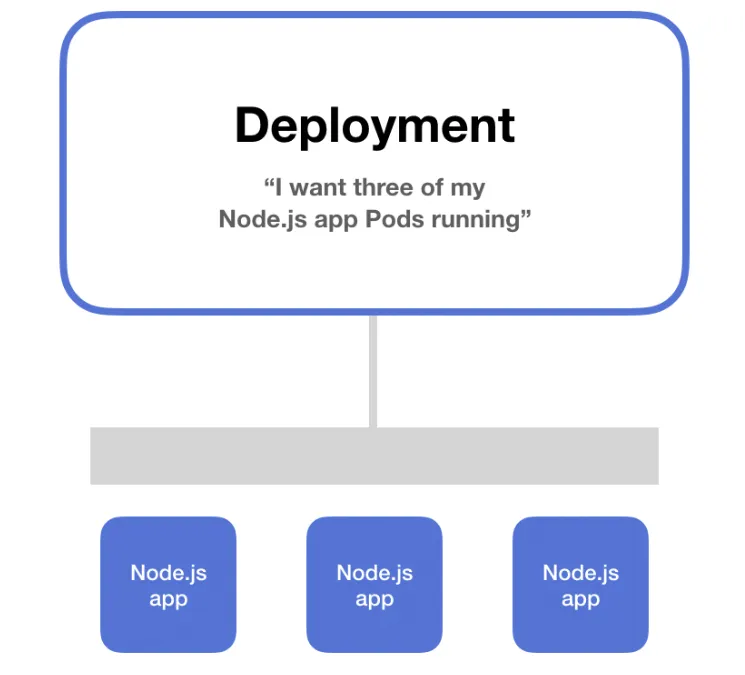 Deployment
“I want three of my
Node.js app Pods running”
Node.js
app
Node.js
app
Node.js
app